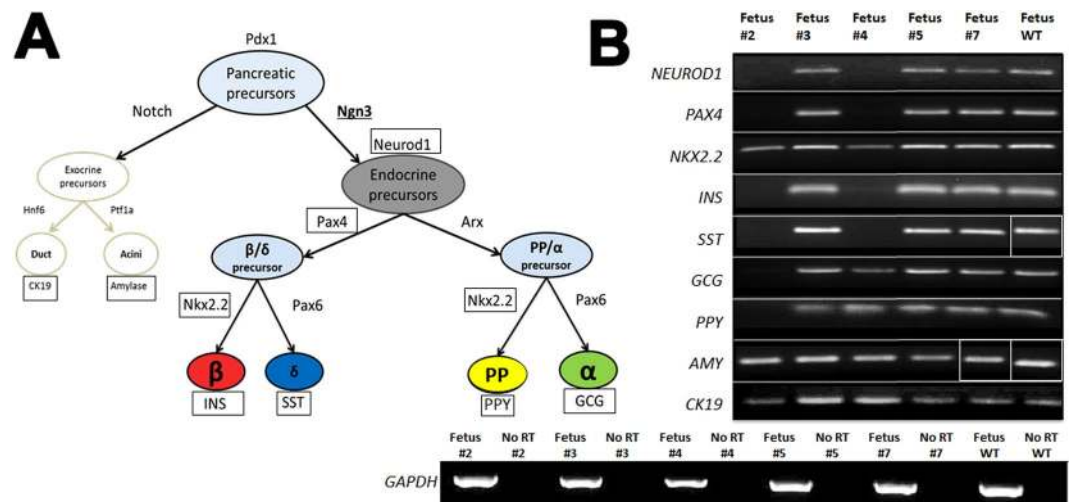 A
Pdx1
Pancreatic
precursors
Notch
Ngn3
Neurod1
Exocrine
precursors
Endocrine
precursors
Hnf6
Ptf1a
Pax4
Arx
Duct
Acini
CK19
Amylase
β/δ
precursor
PP/α
precursor
Nkx2.2
Pax6
Nkx2.2
Pax6
β
δ
PP
α
INS
SST
PPY
GCG
B
Fetus Fetus Fetus Fetus Fetus Fetus
#2 #3 #4 #5 #7 WT
NEUROD1
PAX4
NKX2.2
INS
SST
GCG
PPY
AMY
CK19
Fetus No RT Fetus No RT Fetus No RT Fetus No RT Fetus No RT Fetus No RT
#2 #2 #3 #3 #4 #4 #5 #5 #7 #7 WT WT
GAPDH